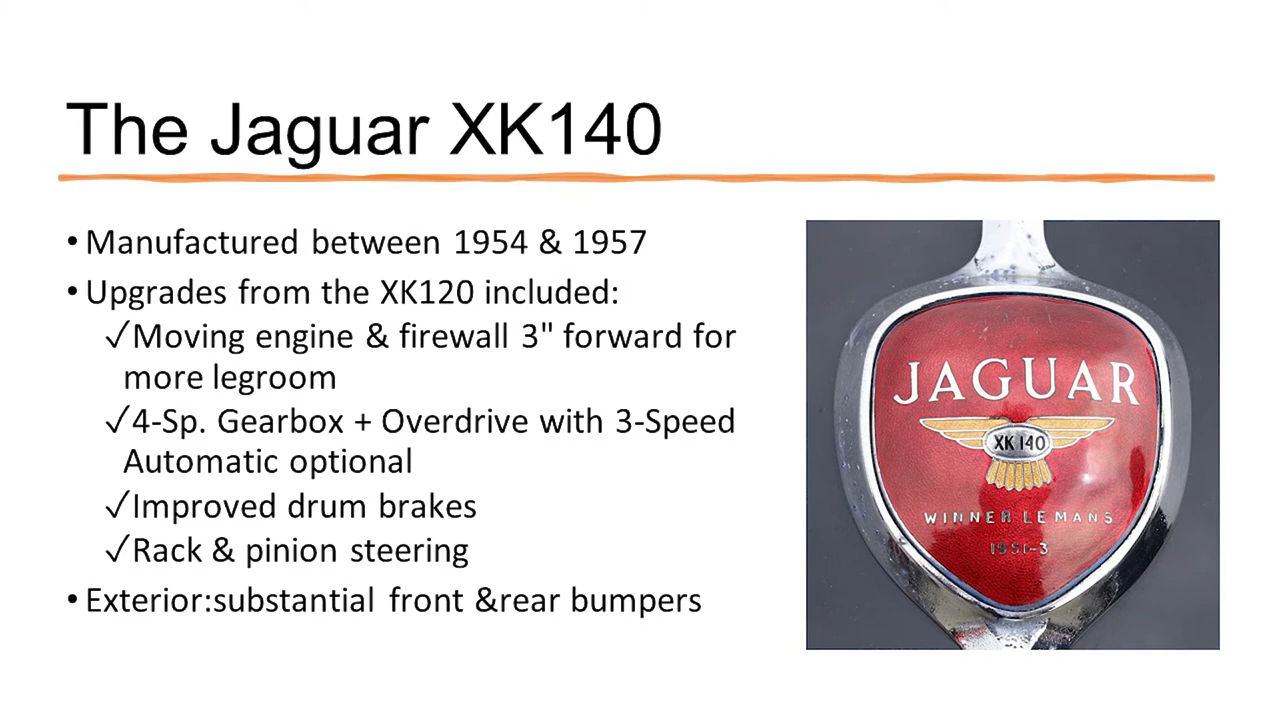 The Jaguar XK140
• Manufactured between 1954 & 1957
• Upgrades from the XK120 included:
✓Moving engine & firewall 3" forward for
more legroom
✓4-Sp. Gearbox + Overdrive with 3-Speed
Automatic optional
✓Improved drum brakes
✓Rack & pinion steering
• Exterior:substantial front &rear bumpers
JAGUAR
XK 140
WINNER LE MANS
1951-3